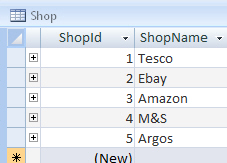 Shop
ShopId ShopName
1 Tesco
2 Ebay
3 Amazon
4 M&S
5 Argos
(New)